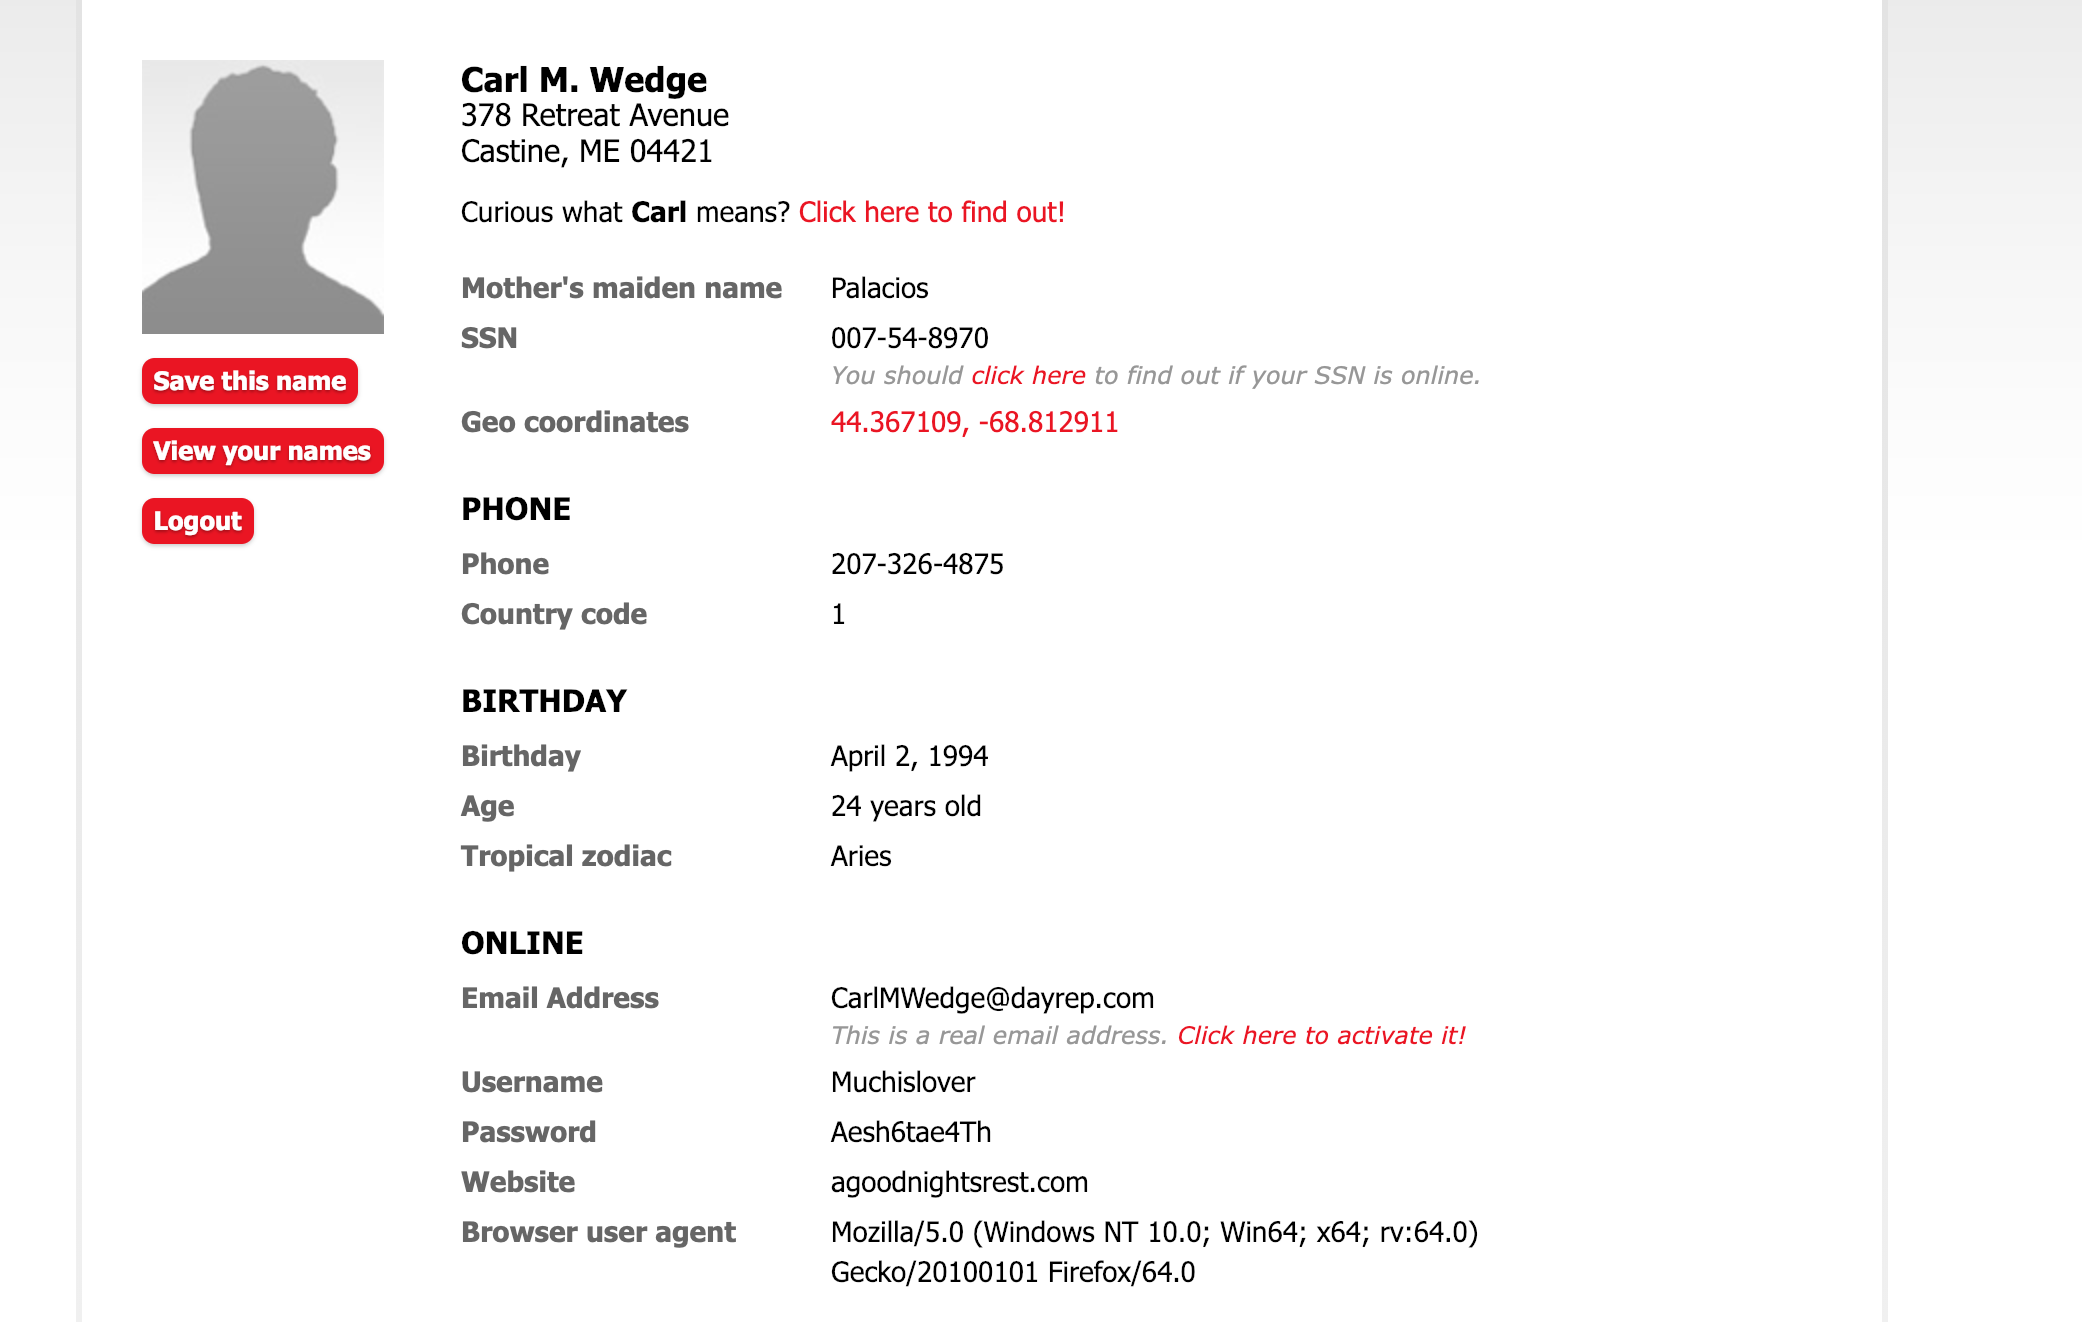 Carl M. Wedge
378 Retreat Avenue
Castine, ME 04421
Curious what Carl means? Click here to find out!
Mother's maiden name Palacios
SSN 007-54-8970
You should click here to find out if your SSN is online.
Geo coordinates 44.367109, -68.812911
Save this name
View your names
Logout
PHONE
Phone 207-326-4875
Country code 1
BIRTHDAY
Birthday April 2, 1994
Age 24 years old
Tropical zodiac Aries
ONLINE
Email Address CarlMWedge@dayrep.com
This is a real email address. Click here to activate it!
Username Muchislover
Password Aesh6tae4Th
Website agoodnightsrest.com
Browser user agent Mozilla/5.0 (Windows NT 10.0; Win64; x64; rv:64.0)
Gecko/20100101 Firefox/64.0